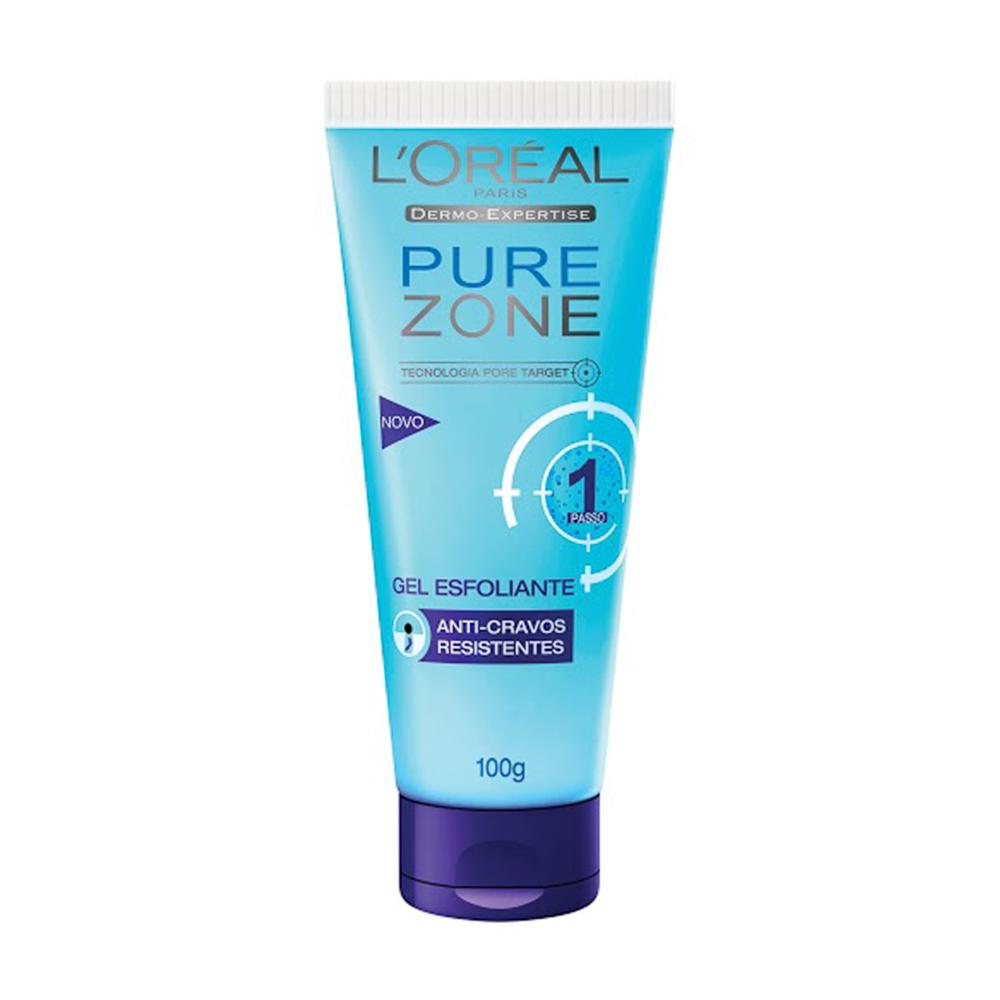 L'ORÉAL
PARIS
DERMO-EXPERTISE
PURE
ZONE
TECNOLOGIA PORE TARGET
NOVO
1
PASSO
GEL ESFOLIANTE
ANTI-CRAVOS
RESISTENTES
100g